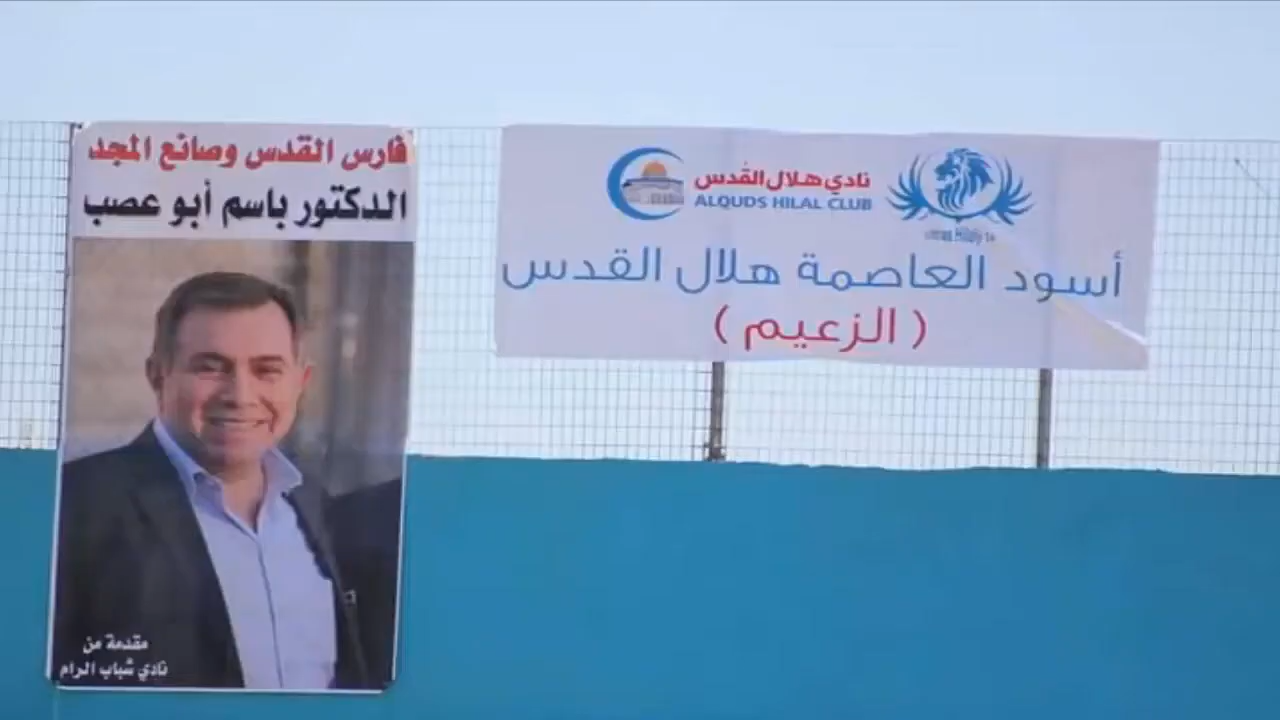 فارس القدس وصانع المجد
الدكتور باسم أبو عصب
مقدمة من
نادي شباب الرام
نادي هلال القدس
ALQUDS HILAL CLUB
أسود العاصمة هلال القدس
( الزعيم )